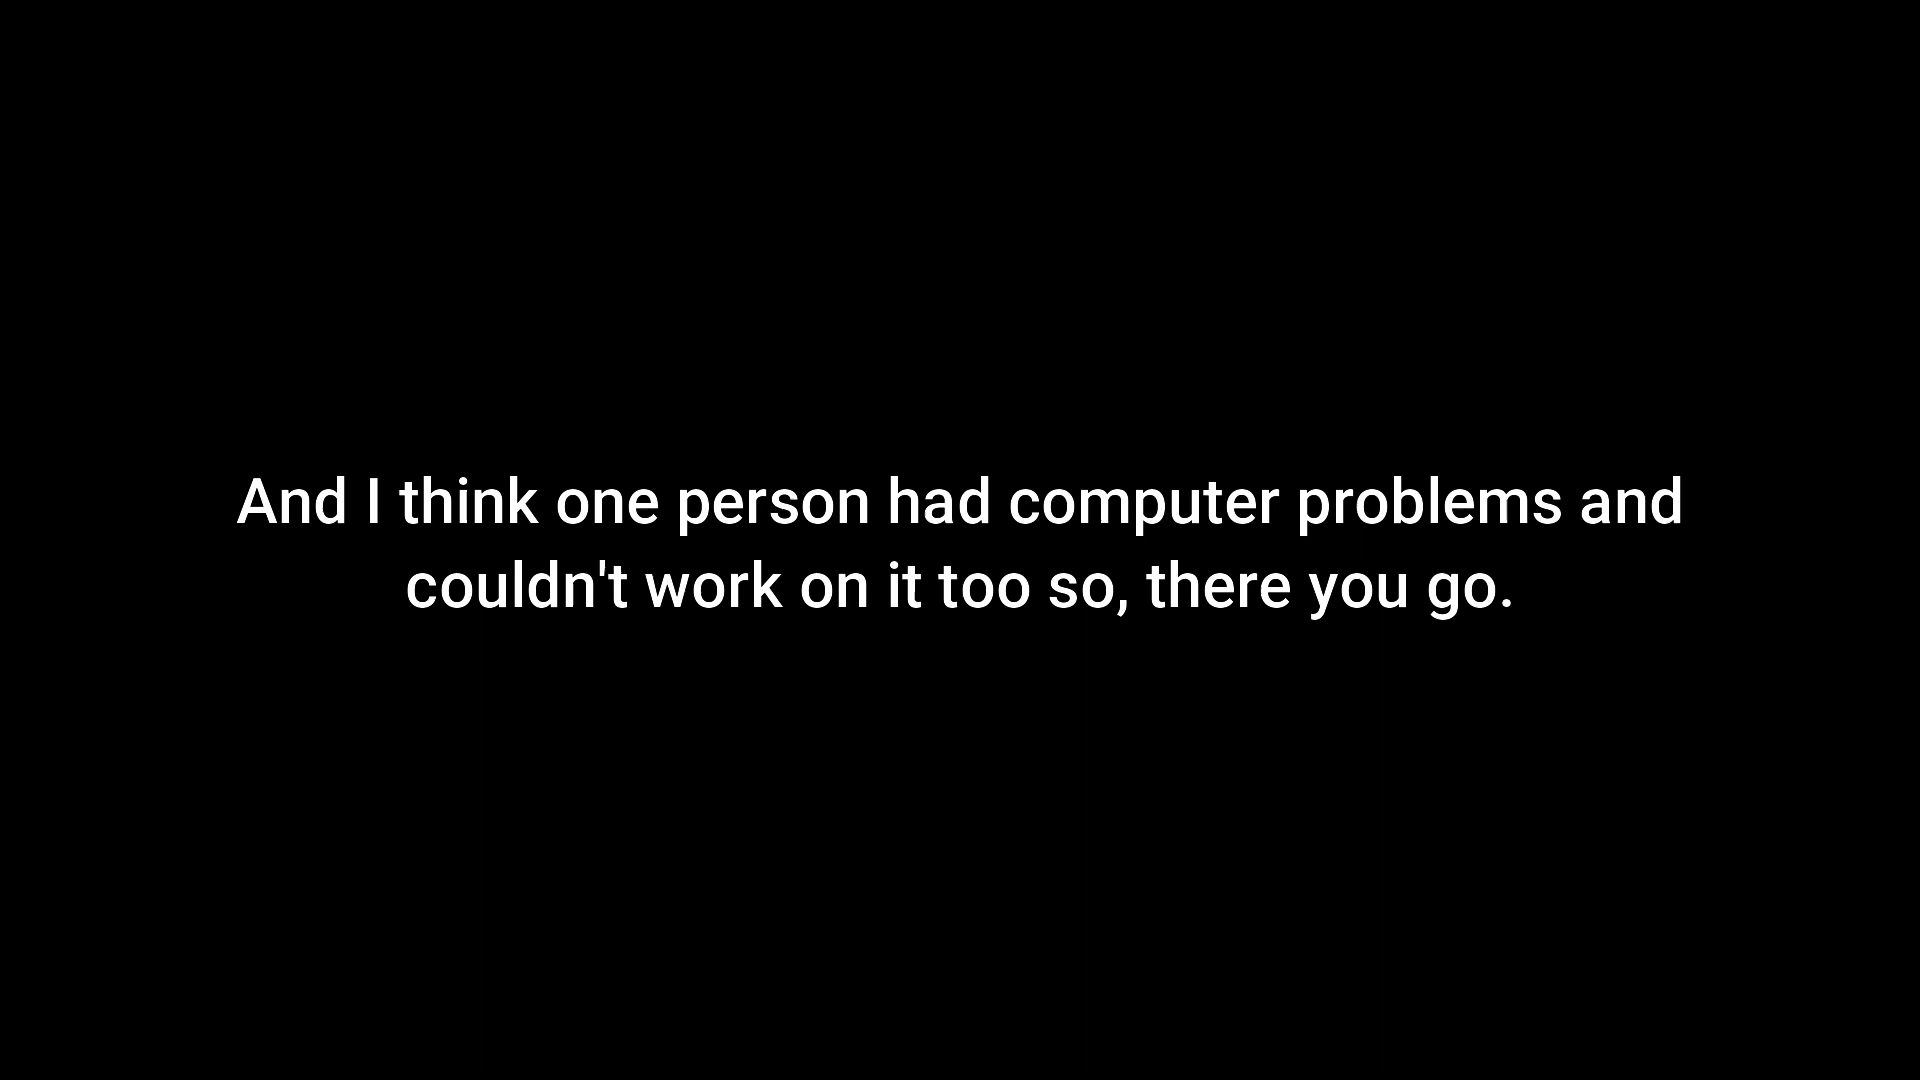 And I think one person had computer problems and
couldn't work on it too so, there you go.